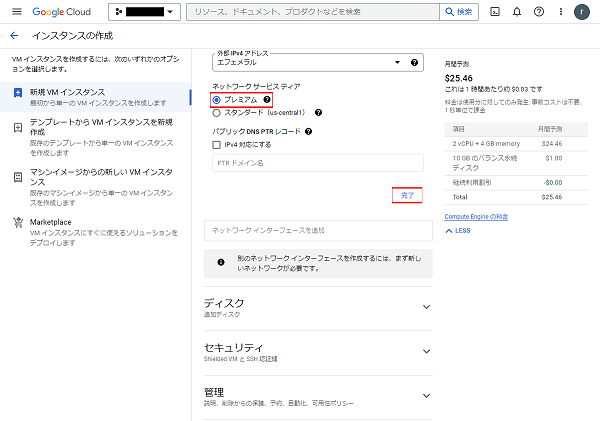 Google Cloud
リソース、ドキュメント、プロダクトなどを検索
検索
r
インスタンスの作成
VM インスタンスを作成するには、次のいずれかのオプションを選択します。
新規 VM インスタンス
最初から単一の VM インスタンスを作成します
テンプレートから VM インスタンスを新規
作成
既存のテンプレートから単一の VM インスタンス
を作成します
マシンイメージからの新しい VM インスタ
ンス
既存のマシンイメージから単一の VM インスタン
スを作成します
Marketplace
VM インスタンスにすぐに使えるソリューションを
デプロイします
外部 IPv4 アドレス
エフェメラル
ネットワーク サービス ティア
プレミアム
スタンダード（us-central1）
パブリック DNS PTR レコード
IPv4 対応にする
PTR ドメイン名
完了
ネットワーク インターフェースを追加
別のネットワーク インターフェースを作成するには、まず新し
いネットワークが必要です。
ディスク
追加ディスク
セキュリティ
Shielded VM と SSH 認証鍵
管理
説明、削除からの保護、予約、自動化、可用性ポリシー
月間予測
$25.46
これは 1 時間あたり約 $0.03 です
料金は使用分に対してのみ発生: 事前コストは不要、
1 秒単位で課金
項目 月間予測
2 vCPU + 4 GB memory $24.46
10 GB のバランス永続
ディスク $1.00
継続利用割引 -$0.00
Total $25.46
Compute Engine の料金
LESS